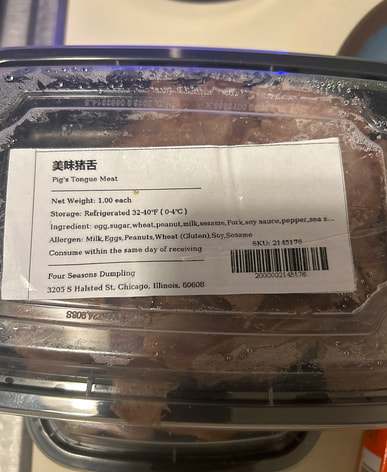 美味猪舌
Pig's Tongue Meat
Net Weight: 1.00 each
Storage: Refrigerated 32-40°F ( 0-4°C )
Ingredient: egg,sugar,wheat,peanut,milk,sesame,Pork,soy sauce,pepper,sea s...
Allergen: Milk,Eggs,Peanuts,Wheat (Gluten),Soy,Sesame
Consume within the same day of receiving
SKU: 2145176
2000002145176
Four Seasons Dumpling
3205 S Halsted St, Chicago, Illinois, 60608